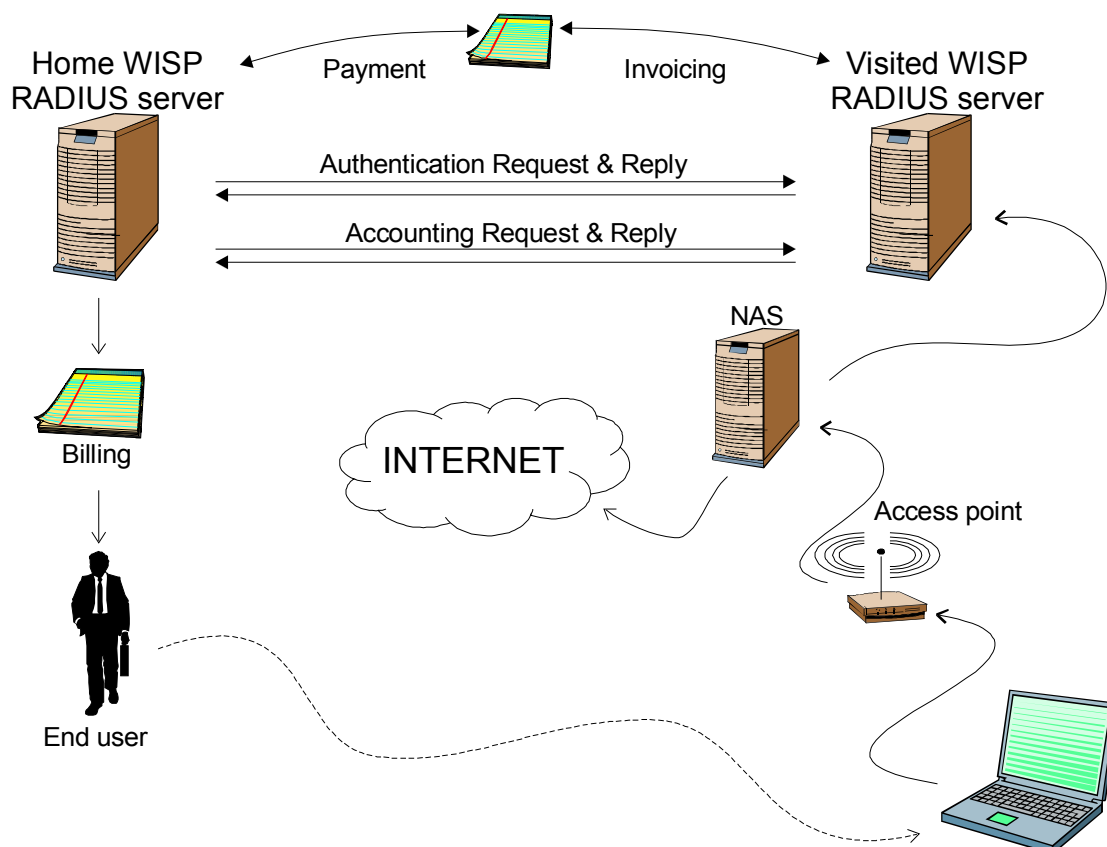 Home WISP
RADIUS server
Payment
Invoicing
Visited WISP
RADIUS server
Authentication Request & Reply
Accounting Request & Reply
NAS
Billing
INTERNET
Access point
End user